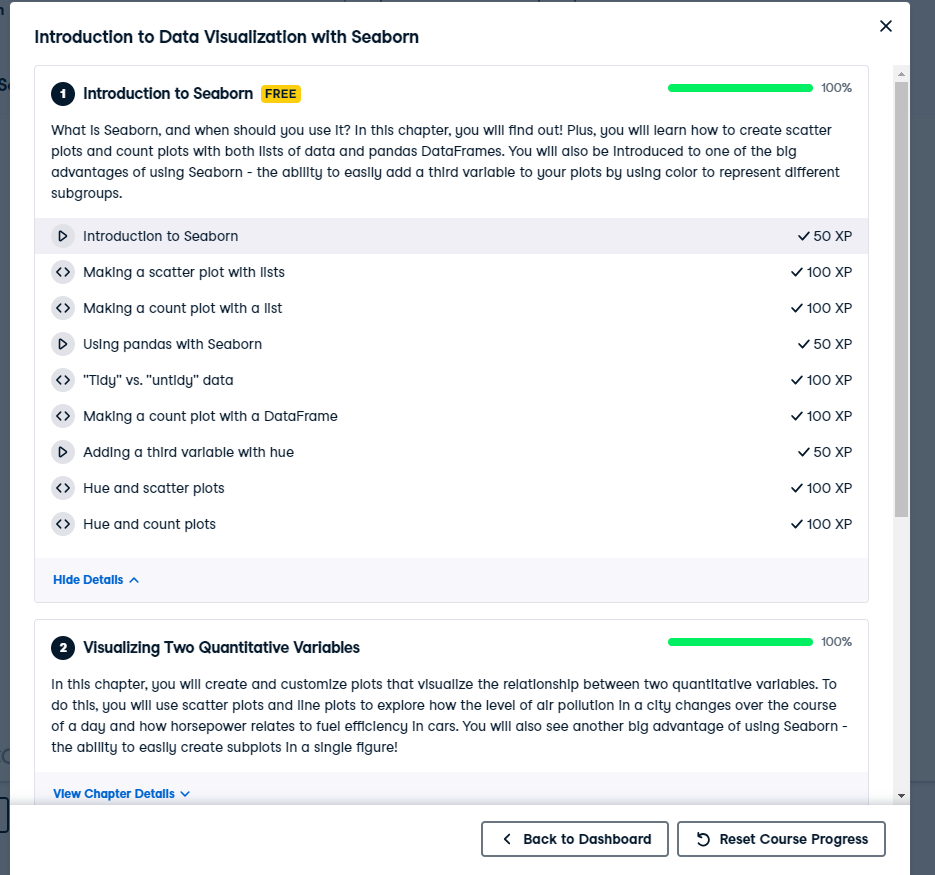 Introduction to Data Visualization with Seaborn
1 Introduction to Seaborn FREE 100%
What is Seaborn, and when should you use it? In this chapter, you will find out! Plus, you will learn how to create scatter
plots and count plots with both lists of data and pandas DataFrames. You will also be introduced to one of the big
advantages of using Seaborn - the ability to easily add a third variable to your plots by using color to represent different
subgroups.
Introduction to Seaborn 50 XP
Making a scatter plot with lists 100 XP
Making a count plot with a list 100 XP
Using pandas with Seaborn 50 XP
"Tidy" vs. "untidy" data 100 XP
Making a count plot with a DataFrame 100 XP
Adding a third variable with hue 50 XP
Hue and scatter plots 100 XP
Hue and count plots 100 XP
Hide Details
2 Visualizing Two Quantitative Variables 100%
In this chapter, you will create and customize plots that visualize the relationship between two quantitative variables. To
do this, you will use scatter plots and line plots to explore how the level of air pollution in a city changes over the course
of a day and how horsepower relates to fuel efficiency in cars. You will also see another big advantage of using Seaborn -
the ability to easily create subplots in a single figure!
View Chapter Details
Back to Dashboard Reset Course Progress